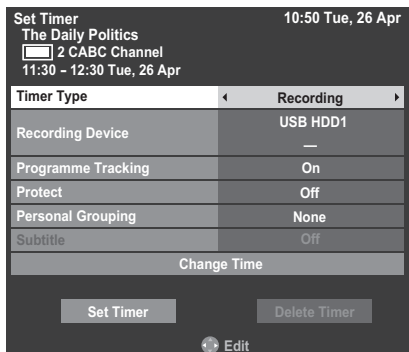 Set Timer 10:50 Tue, 26 Apr
The Daily Politics
2 CABC Channel
11:30 - 12:30 Tue, 26 Apr
Timer Type Recording
Recording Device USB HDD1
—
Programme Tracking On
Protect Off
Personal Grouping None
Subtitle Off
Change Time
Set Timer Delete Timer
Edit